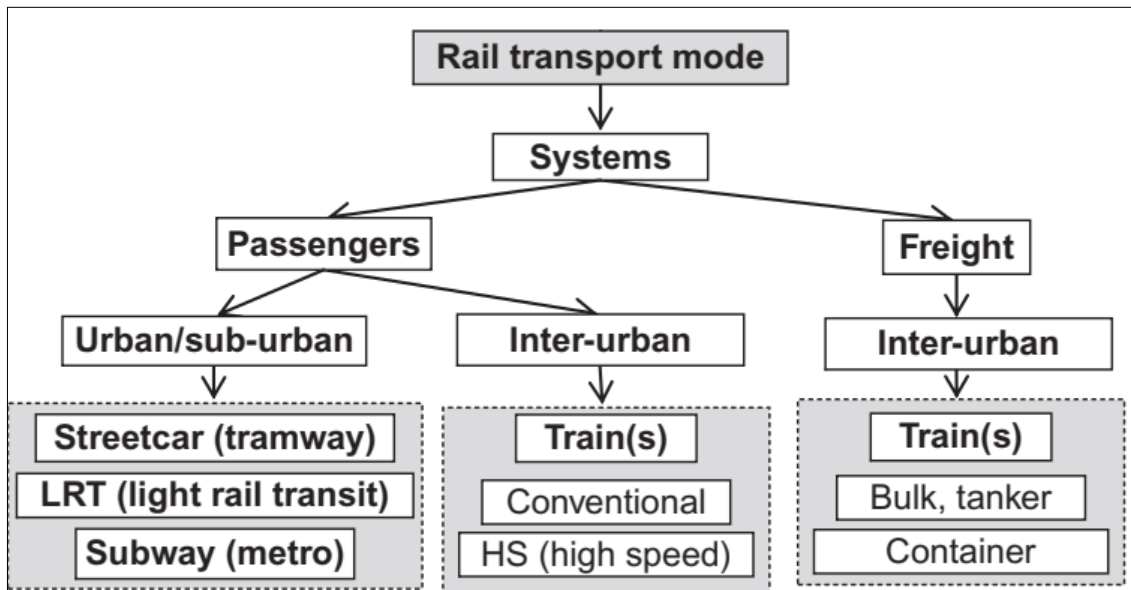 Rail transport mode
Systems
Passengers
Freight
Urban/sub-urban
Inter-urban
Inter-urban
Streetcar (tramway)
LRT (light rail transit)
Subway (metro)
Train(s)
Conventional
HS (high speed)
Train(s)
Bulk, tanker
Container